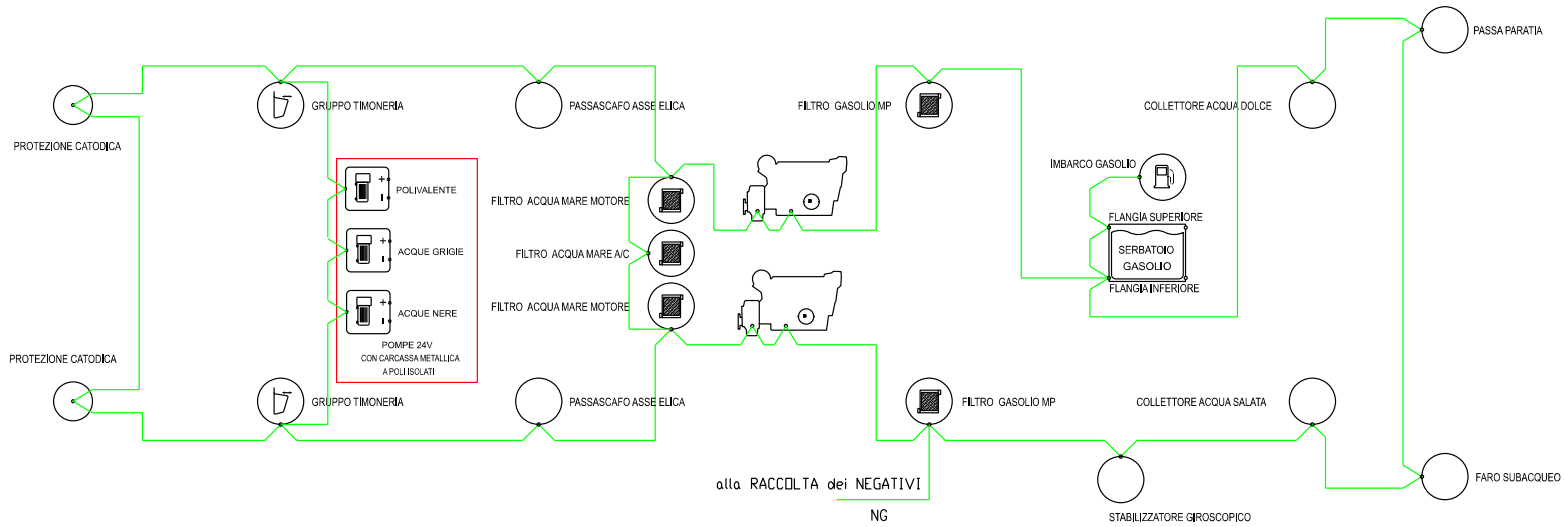 PASSA PARATIA
GRUPPO TIMONERIA
PASSASCAFO ASSE ELICA
FILTRO GASOLIO MP
COLLETTORE ACQUA DOLCE
PROTEZIONE CATODICA
IMBARCO GASOLIO
POLIVALENTE
FILTRO ACQUA MARE MOTORE
FLANGIA SUPERIORE
ACQUE GRIGIE
FILTRO ACQUA MARE A/C
SERBATOIO
GASOLIO
FLANGIA INFERIORE
FILTRO ACQUA MARE MOTORE
ACQUE NERE
POMPE 24V
CON CARCASSA METALLICA
A POLI ISOLATI
PROTEZIONE CATODICA
GRUPPO TIMONERIA
PASSASCAFO ASSE ELICA
FILTRO GASOLIO MP
COLLETTORE ACQUA SALATA
FARO SUBACQUEO
alla RACCOLTA dei NEGATIVI
NG
STABILIZZATORE GIROSCOPICO